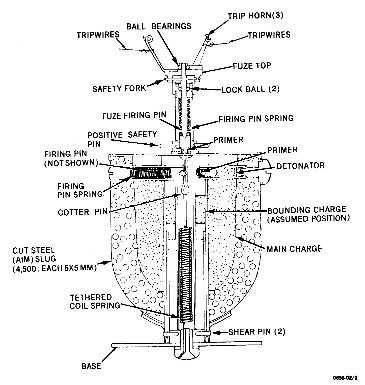 BALL BEARINGS
TRIP HORN(3)
TRIPWIRES
TRIPWIRES
FUZE TOP
SAFETY FORK
LOCK BALL (2)
FUZE FIRING PIN
FIRING PIN SPRING
POSITIVE SAFETY
PIN
PRIMER
FIRING PIN
(NOT SHOWN)
PRIMER
DETONATOR
FIRING
PIN SPRING
COTTER PIN
BOUNDING CHARGE
(ASSUMED POSITION)
CUT STEEL
(AIM) SLUG
(4,500; EACH 5X5 MM)
MAIN CHARGE
TETHERED
COIL SPRING
SHEAR PIN (2)
BASE